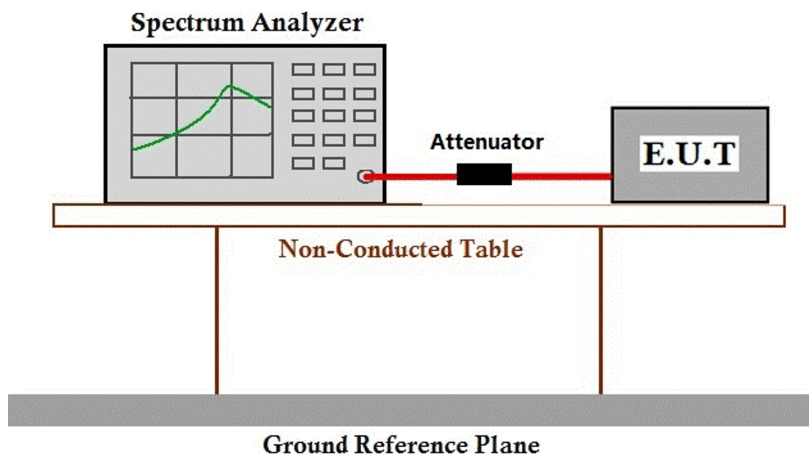 Spectrum Analyzer
Attenuator
E.U.T
Non-Conducted Table
Ground Reference Plane